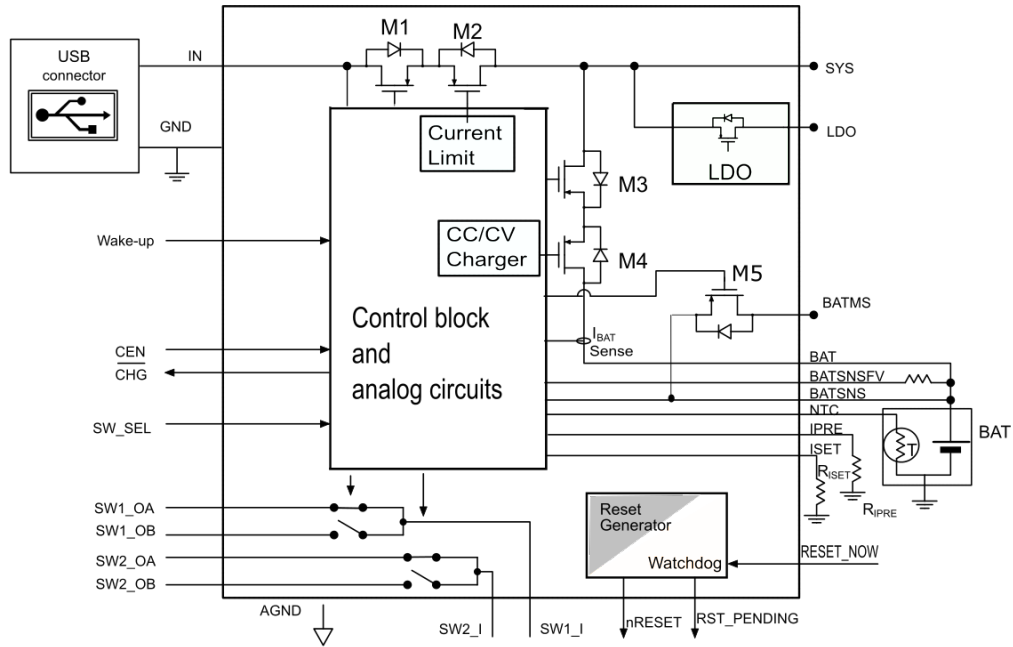 M1
M2
USB
connector
IN
SYS
GND
Current
Limit
LDO
LDO
M3
Wake-up
CC/CV
Charger
M4
M5
Control block
and
analog circuits
BATMS
IBAT
Sense
CEN
CHG
BAT
BATSNSFV
BATSNS
NTC
SW_SEL
IPRE
BAT
ISET
T
RISET
RIPRE
SW1_OA
SW1_OB
Reset
Generator
Watchdog
RESET_NOW
SW2_OA
SW2_OB
AGND
SW2_I
SW1_I
nRESET
RST_PENDING